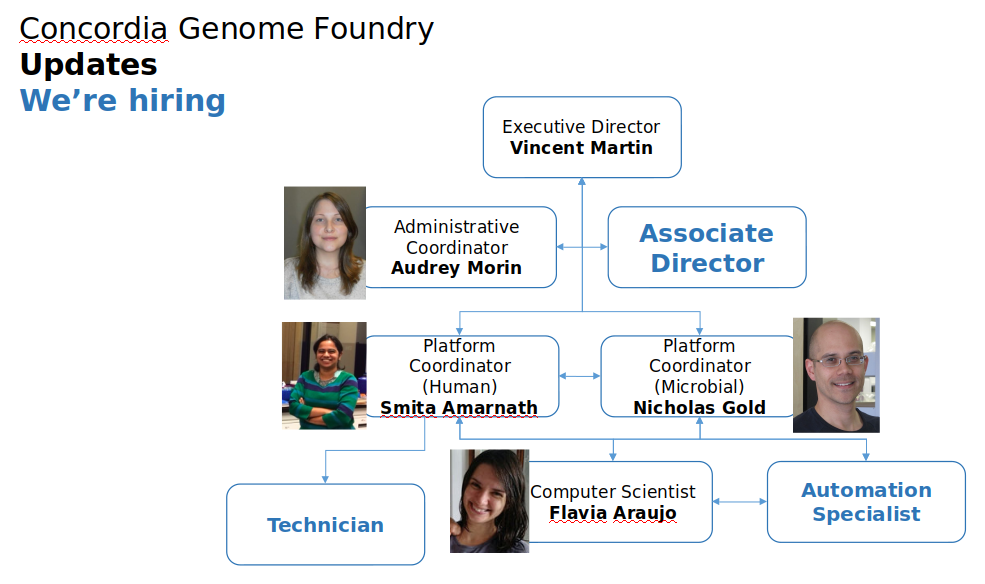 Concordia Genome Foundry
Updates
We’re hiring
Executive Director
Vincent Martin
Administrative
Coordinator
Audrey Morin
Associate
Director
Platform
Coordinator
(Human)
Smita Amarnath
Platform
Coordinator
(Microbial)
Nicholas Gold
Technician
Computer Scientist
Flavia Araujo
Automation
Specialist